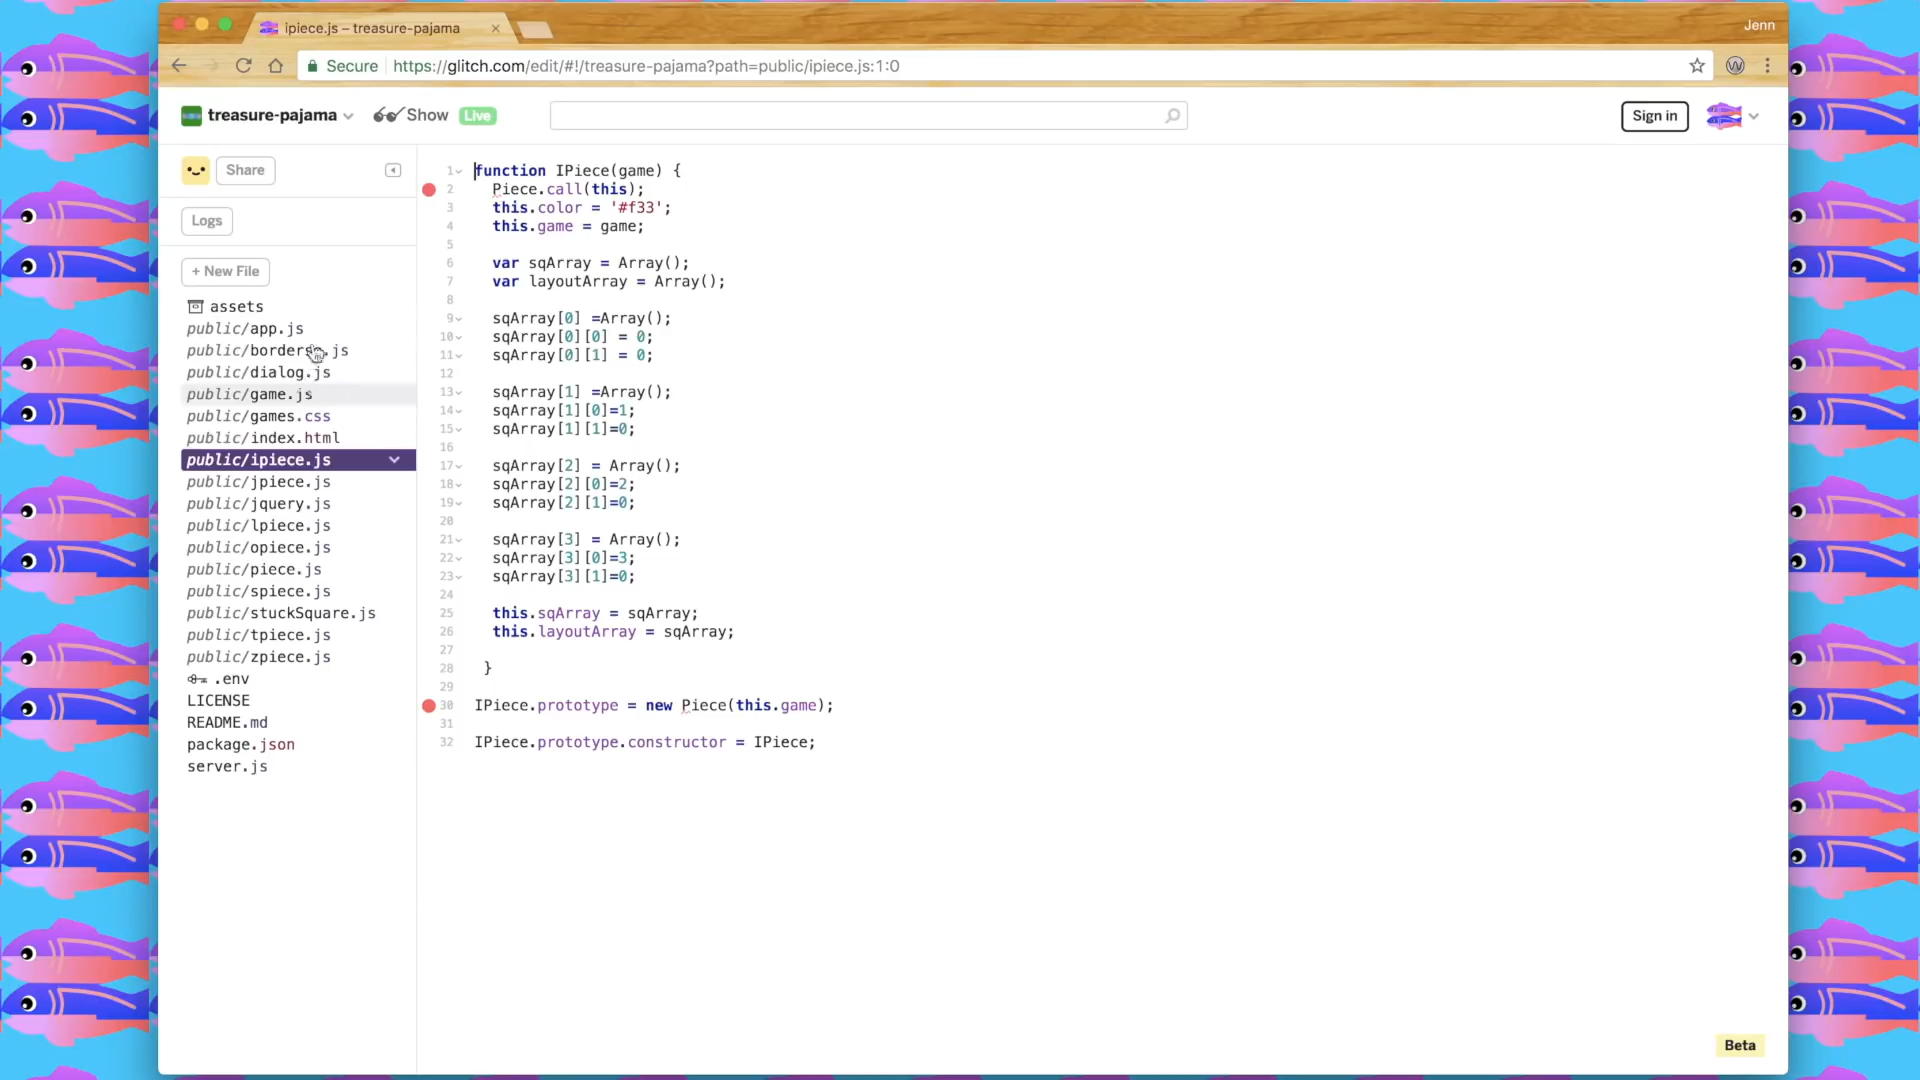 ipiece.js – treasure-pajama
Jenn
Secure https://glitch.com/edit/#!/treasure-pajama?path=public/ipiece.js:1:0
treasure-pajama Show Live Sign in
Share
Logs
+ New File
assets
public/app.js
public/dialog.js
public/game.js
public/games.css
public/index.html
public/ipiece.js
public/jpiece.js
public/jquery.js
public/lpiece.js
public/opiece.js
public/piece.js
public/spiece.js
public/stuckSquare.js
public/tpiece.js
public/zpiece.js
.env
LICENSE
README.md
package.json
server.js
1 function IPiece(game) {
2 Piece.call(this);
3 this.color = '#f33';
4 this.game = game;
5
6 var sqArray = Array();
7 var layoutArray = Array();
8
9 sqArray[0] =Array();
10 sqArray[0][0] = 0;
11 sqArray[0][1] = 0;
12
13 sqArray[1] =Array();
14 sqArray[1][0]=1;
15 sqArray[1][1]=0;
16
17 sqArray[2] = Array();
18 sqArray[2][0]=2;
19 sqArray[2][1]=0;
20
21 sqArray[3] = Array();
22 sqArray[3][0]=3;
23 sqArray[3][1]=0;
24
25 this.sqArray = sqArray;
26 this.layoutArray = sqArray;
27
28 }
29
30 IPiece.prototype = new Piece(this.game);
31
32 IPiece.prototype.constructor = IPiece;
Beta